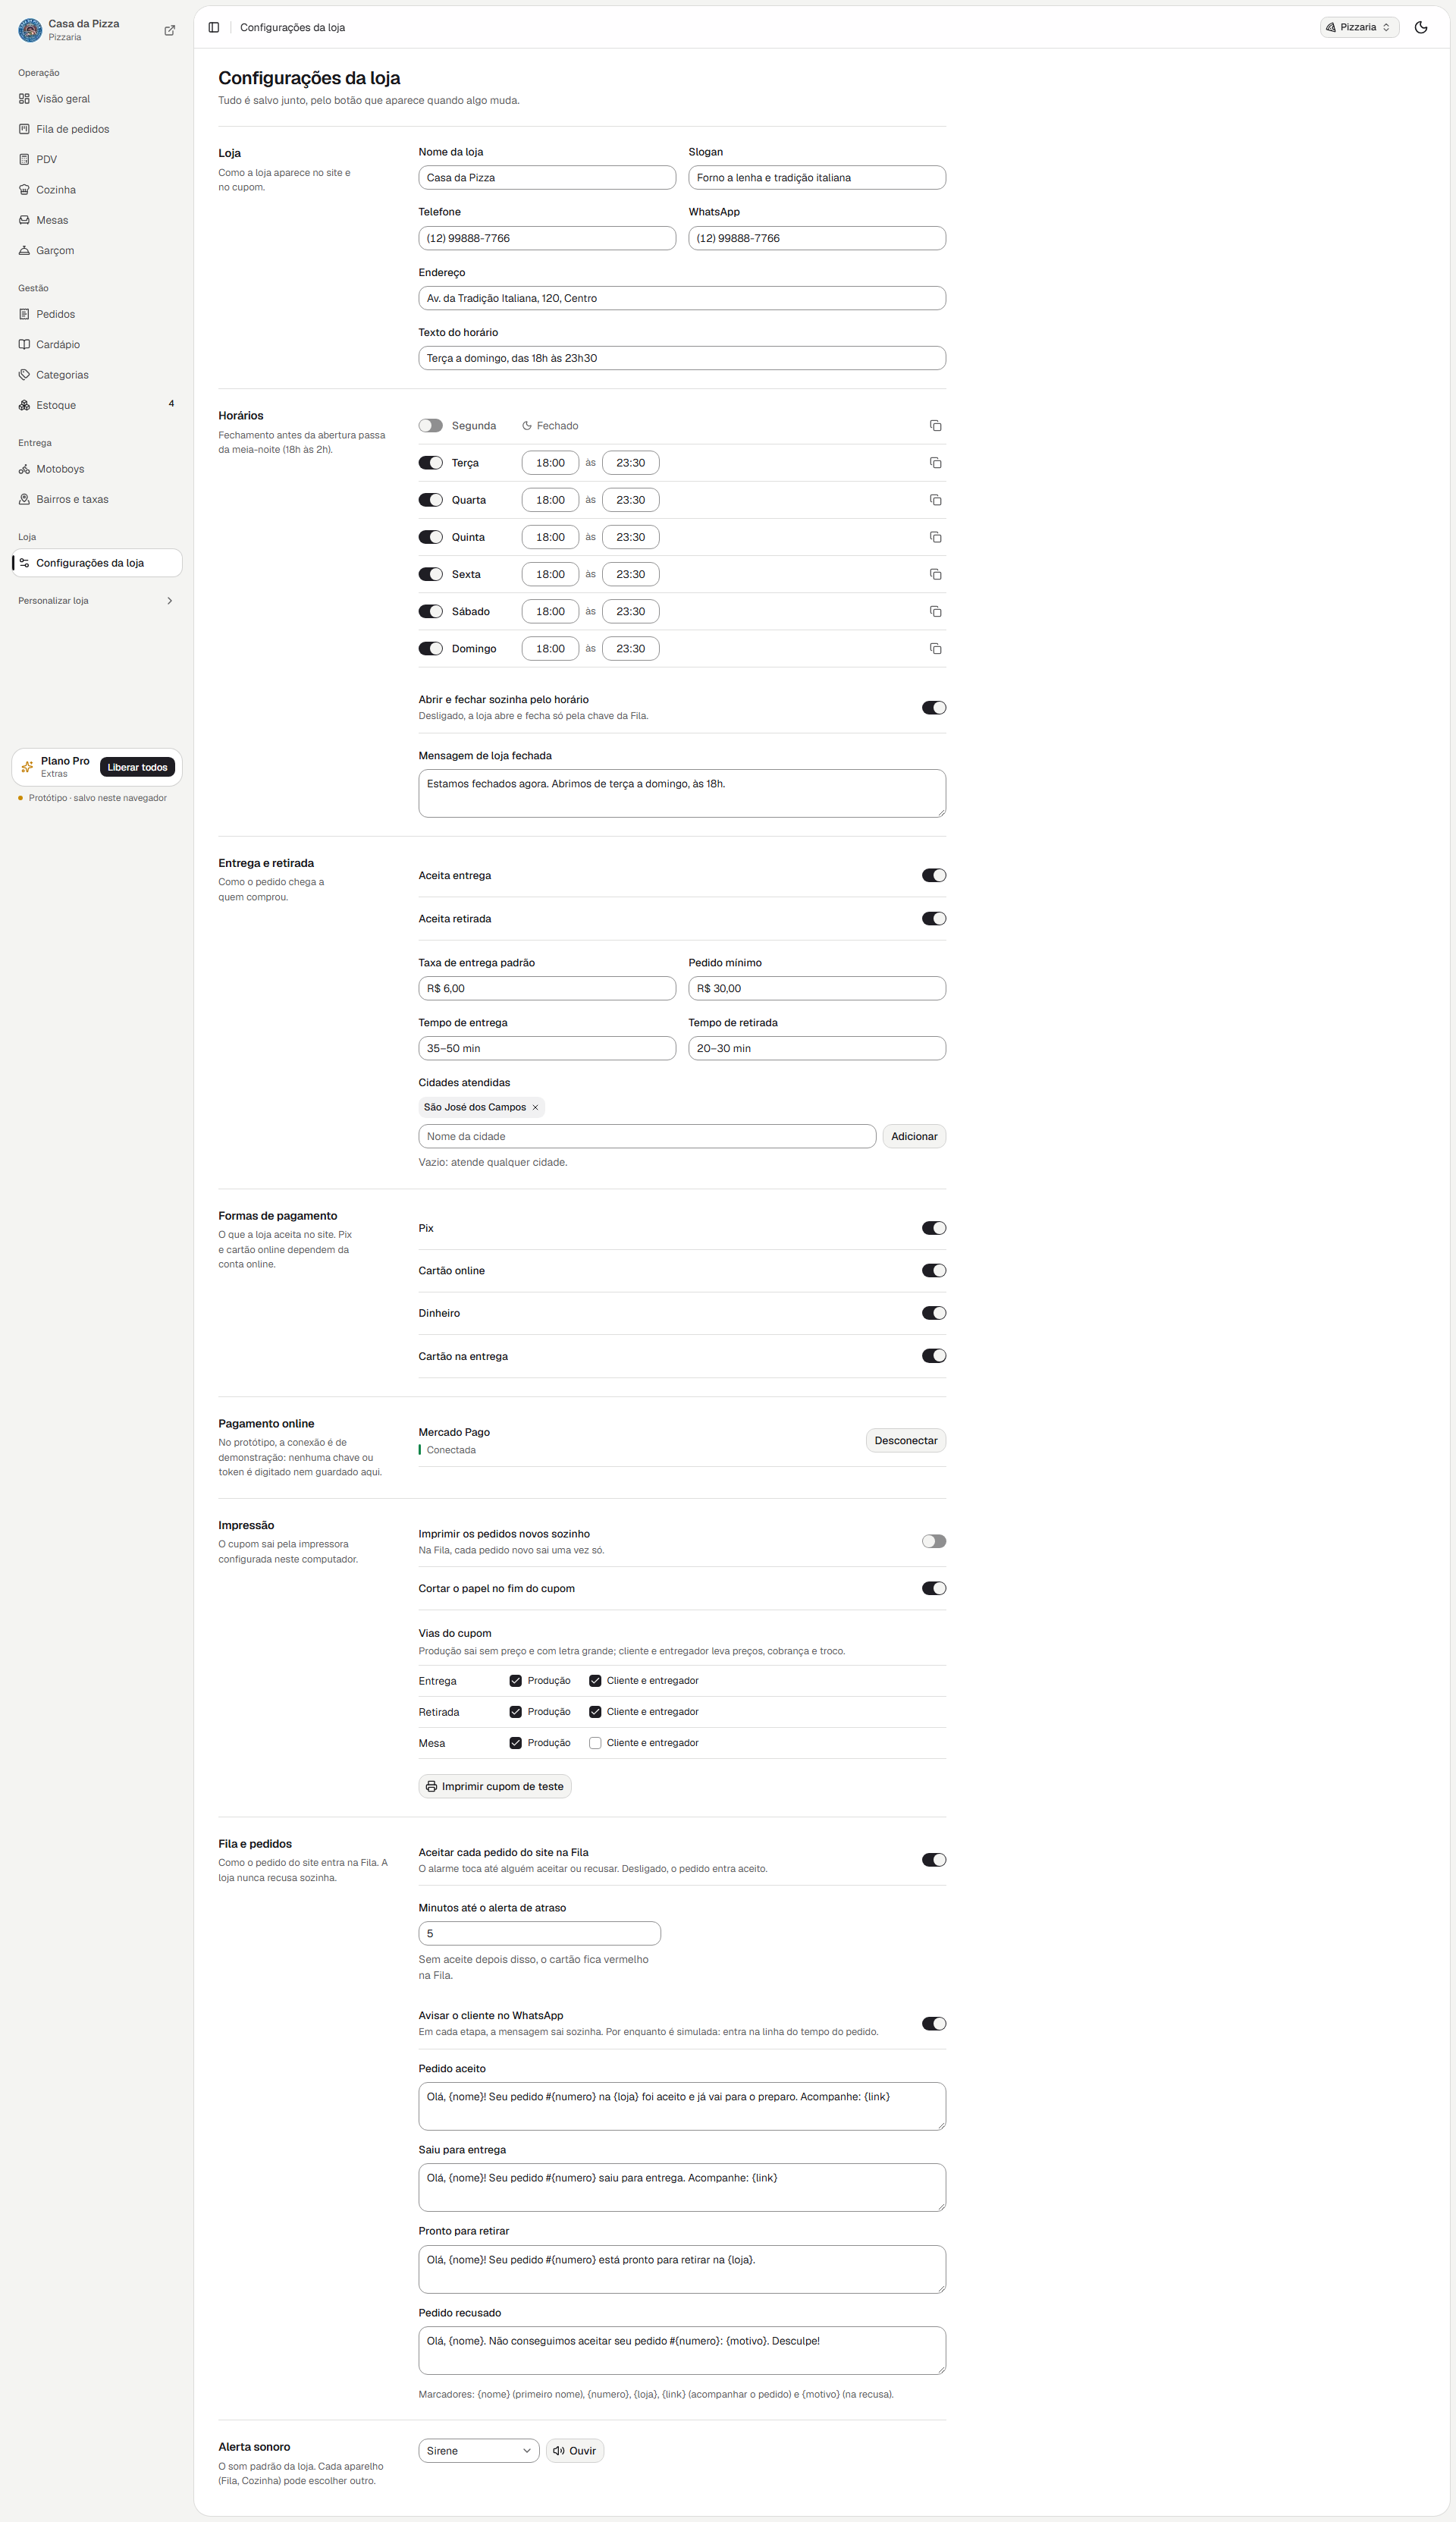 Casa da Pizza
Pizzaria
Operação
Visão geral
Fila de pedidos
PDV
Cozinha
Mesas
Garçom
Gestão
Pedidos
Cardápio
Categorias
Estoque 4
Entrega
Motoboys
Bairros e taxas
Loja
Configurações da loja
Personalizar loja
Plano Pro
Extras
Liberar todos
Protótipo · salvo neste navegador
Configurações da loja
Pizzaria
Configurações da loja
Tudo é salvo junto, pelo botão que aparece quando algo muda.
Loja
Como a loja aparece no site e
no cupom.
Nome da loja
Casa da Pizza
Slogan
Forno a lenha e tradição italiana
Telefone
(12) 99888-7766
WhatsApp
(12) 99888-7766
Endereço
Av. da Tradição Italiana, 120, Centro
Texto do horário
Terça a domingo, das 18h às 23h30
Horários
Fechamento antes da abertura passa
da meia-noite (18h às 2h).
Segunda Fechado
Terça 18:00 às 23:30
Quarta 18:00 às 23:30
Quinta 18:00 às 23:30
Sexta 18:00 às 23:30
Sábado 18:00 às 23:30
Domingo 18:00 às 23:30
Abrir e fechar sozinha pelo horário
Desligado, a loja abre e fecha só pela chave da Fila.
Mensagem de loja fechada
Estamos fechados agora. Abrimos de terça a domingo, às 18h.
Entrega e retirada
Como o pedido chega a
quem comprou.
Aceita entrega
Aceita retirada
Taxa de entrega padrão
R$ 6,00
Pedido mínimo
R$ 30,00
Tempo de entrega
35–50 min
Tempo de retirada
20–30 min
Cidades atendidas
São José dos Campos ×
Nome da cidade
Adicionar
Vazio: atende qualquer cidade.
Formas de pagamento
O que a loja aceita no site. Pix
e cartão online dependem da
conta online.
Pix
Cartão online
Dinheiro
Cartão na entrega
Pagamento online
No protótipo, a conexão é de
demonstração: nenhuma chave ou
token é digitado nem guardado aqui.
Mercado Pago
Conectada
Desconectar
Impressão
O cupom sai pela impressora
configurada neste computador.
Imprimir os pedidos novos sozinho
Na Fila, cada pedido novo sai uma vez só.
Cortar o papel no fim do cupom
Vias do cupom
Produção sai sem preço e com letra grande; cliente e entregador leva preços, cobrança e troco.
Entrega Produção Cliente e entregador
Retirada Produção Cliente e entregador
Mesa Produção Cliente e entregador
Imprimir cupom de teste
Fila e pedidos
Como o pedido do site entra na Fila. A
loja nunca recusa sozinha.
Aceitar cada pedido do site na Fila
O alarme toca até alguém aceitar ou recusar. Desligado, o pedido entra aceito.
Minutos até o alerta de atraso
5
Sem aceite depois disso, o cartão fica vermelho
na Fila.
Avisar o cliente no WhatsApp
Em cada etapa, a mensagem sai sozinha. Por enquanto é simulada: entra na linha do tempo do pedido.
Pedido aceito
Olá, {nome}! Seu pedido #{numero} na {loja} foi aceito e já vai para o preparo. Acompanhe: {link}
Saiu para entrega
Olá, {nome}! Seu pedido #{numero} saiu para entrega. Acompanhe: {link}
Pronto para retirar
Olá, {nome}! Seu pedido #{numero} está pronto para retirar na {loja}.
Pedido recusado
Olá, {nome}. Não conseguimos aceitar seu pedido #{numero}: {motivo}. Desculpe!
Marcadores: {nome} (primeiro nome), {numero}, {loja}, {link} (acompanhar o pedido) e {motivo} (na recusa).
Alerta sonoro
O som padrão da loja. Cada aparelho
(Fila, Cozinha) pode escolher outro.
Sirene
Ouvir